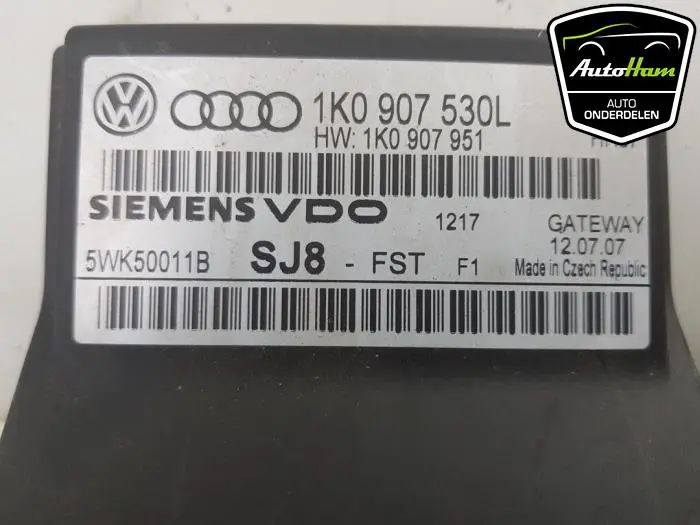 AutoHam
AUTO
ONDERDELEN
1K0 907 530L
HW: 1K0 907 951
SIEMENS VDO
1217
GATEWAY
12.07.07
5WK50011B
SJ8 - FST F1
Made in Czech Republic